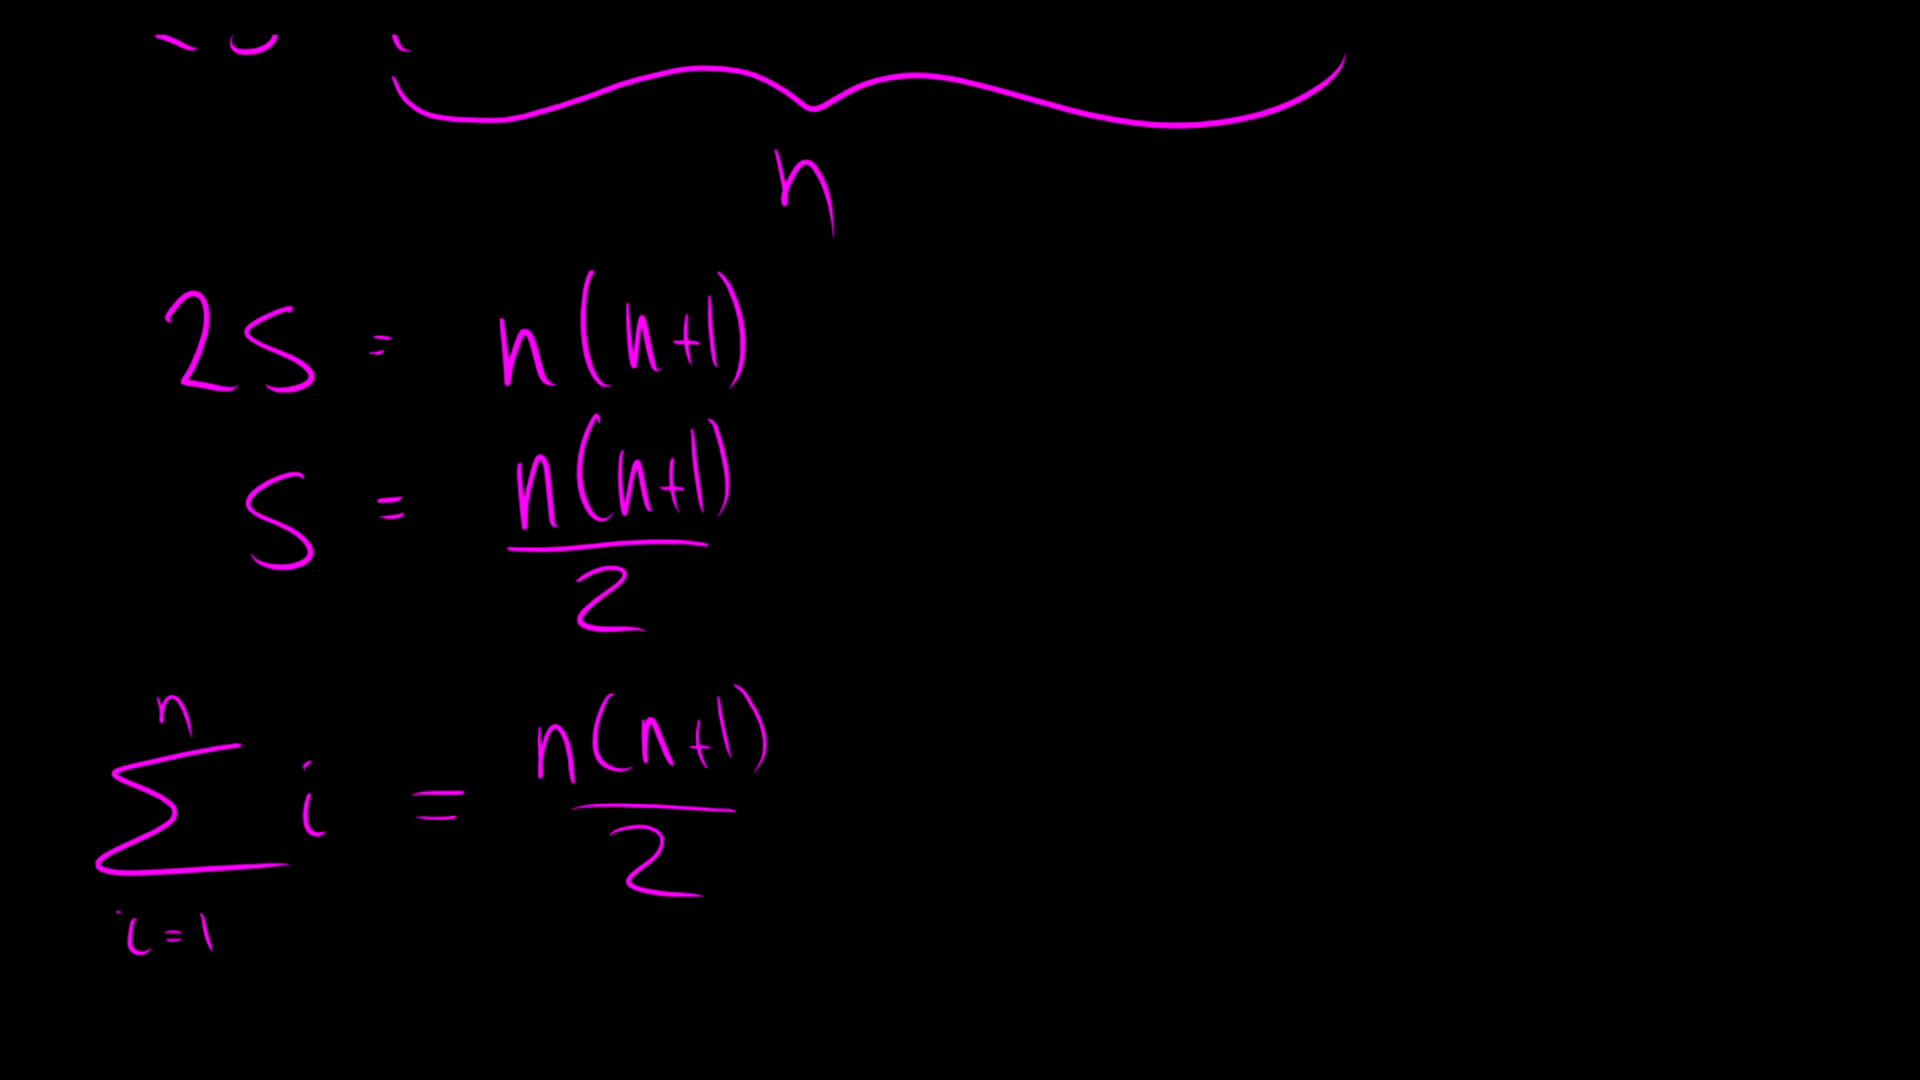 n
2S = n(n+1)
S = n(n+1)/2
n
∑ i = n(n+1)/2
i=1